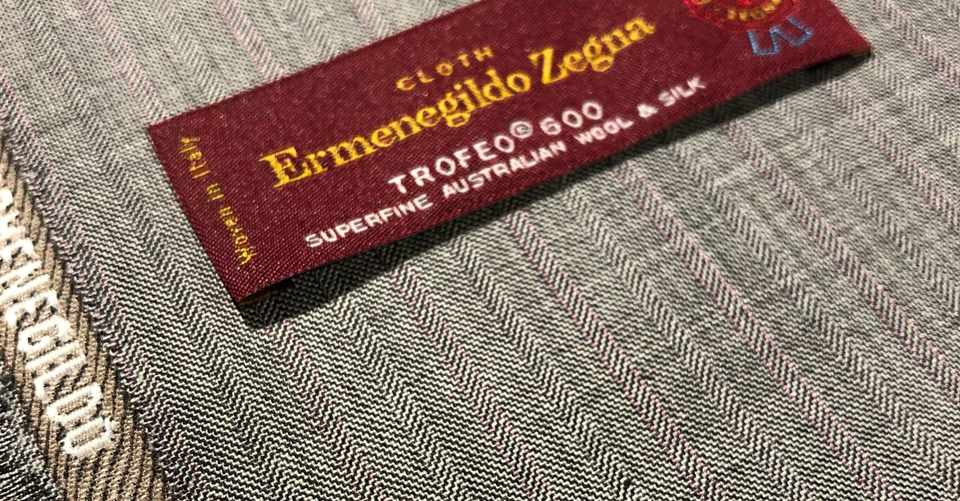 CLOTH
Ermenegildo Zegna
TROFEO® 600
SUPERFINE AUSTRALIAN WOOL & SILK
Woven in Italy